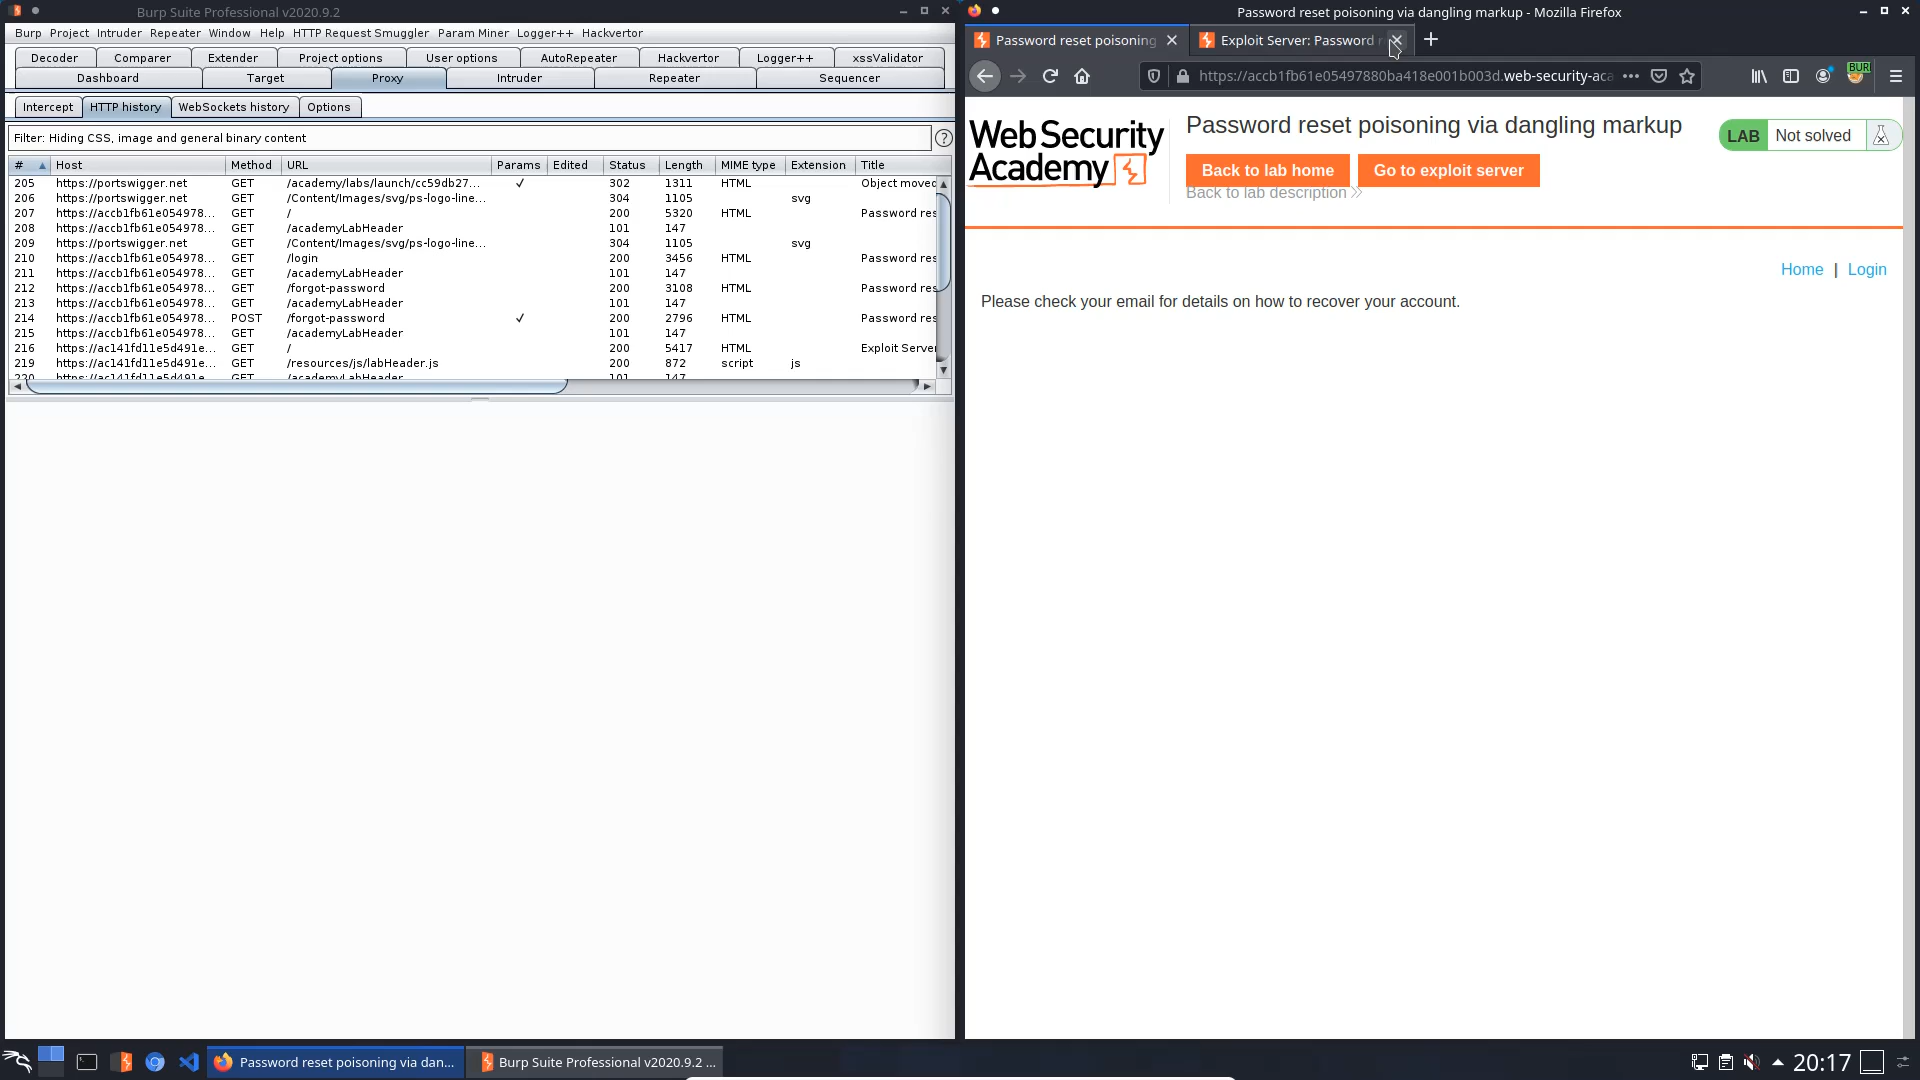 Burp Suite Professional v2020.9.2
Burp Project Intruder Repeater Window Help HTTP Request Smuggler Param Miner Logger++ Hackvertor
Decoder Comparer Extender Project options User options AutoRepeater Hackvertor Logger++ xssValidator
Dashboard Target Proxy Intruder Repeater Sequencer
Intercept HTTP history WebSockets history Options
Filter: Hiding CSS, image and general binary content
# Host Method URL Params Edited Status Length MIME type Extension Title
205 https://portswigger.net GET /academy/labs/launch/cc59db27... ✓ 302 1311 HTML Object moved
206 https://portswigger.net GET /Content/Images/svg/ps-logo-line... 304 1105 svg
207 https://accb1fb61e054978... GET / 200 5320 HTML Password res
208 https://accb1fb61e054978... GET /academyLabHeader 101 147
209 https://portswigger.net GET /Content/Images/svg/ps-logo-line... 304 1105 svg
210 https://accb1fb61e054978... GET /login 200 3456 HTML Password res
211 https://accb1fb61e054978... GET /academyLabHeader 101 147
212 https://accb1fb61e054978... GET /forgot-password 200 3108 HTML Password res
213 https://accb1fb61e054978... GET /academyLabHeader 101 147
214 https://accb1fb61e054978... POST /forgot-password ✓ 200 2796 HTML Password res
215 https://accb1fb61e054978... GET /academyLabHeader 101 147
216 https://ac141fd11e5d491e... GET / 200 5417 HTML Exploit Server
219 https://ac141fd11e5d491e... GET /resources/js/labHeader.js 200 872 script js
220 https://ac141fd11e5d491e... GET /academyLabHeader 101 147
Password reset poisoning via dangling markup - Mozilla Firefox
Password reset poisoning
Exploit Server: Password r
https://accb1fb61e05497880ba418e001b003d.web-security-aca
BUR
Web Security
Academy
Password reset poisoning via dangling markup
LAB Not solved
Back to lab home Go to exploit server
Back to lab description
Home | Login
Please check your email for details on how to recover your account.
Password reset poisoning via dan...
Burp Suite Professional v2020.9.2 ...
20:17